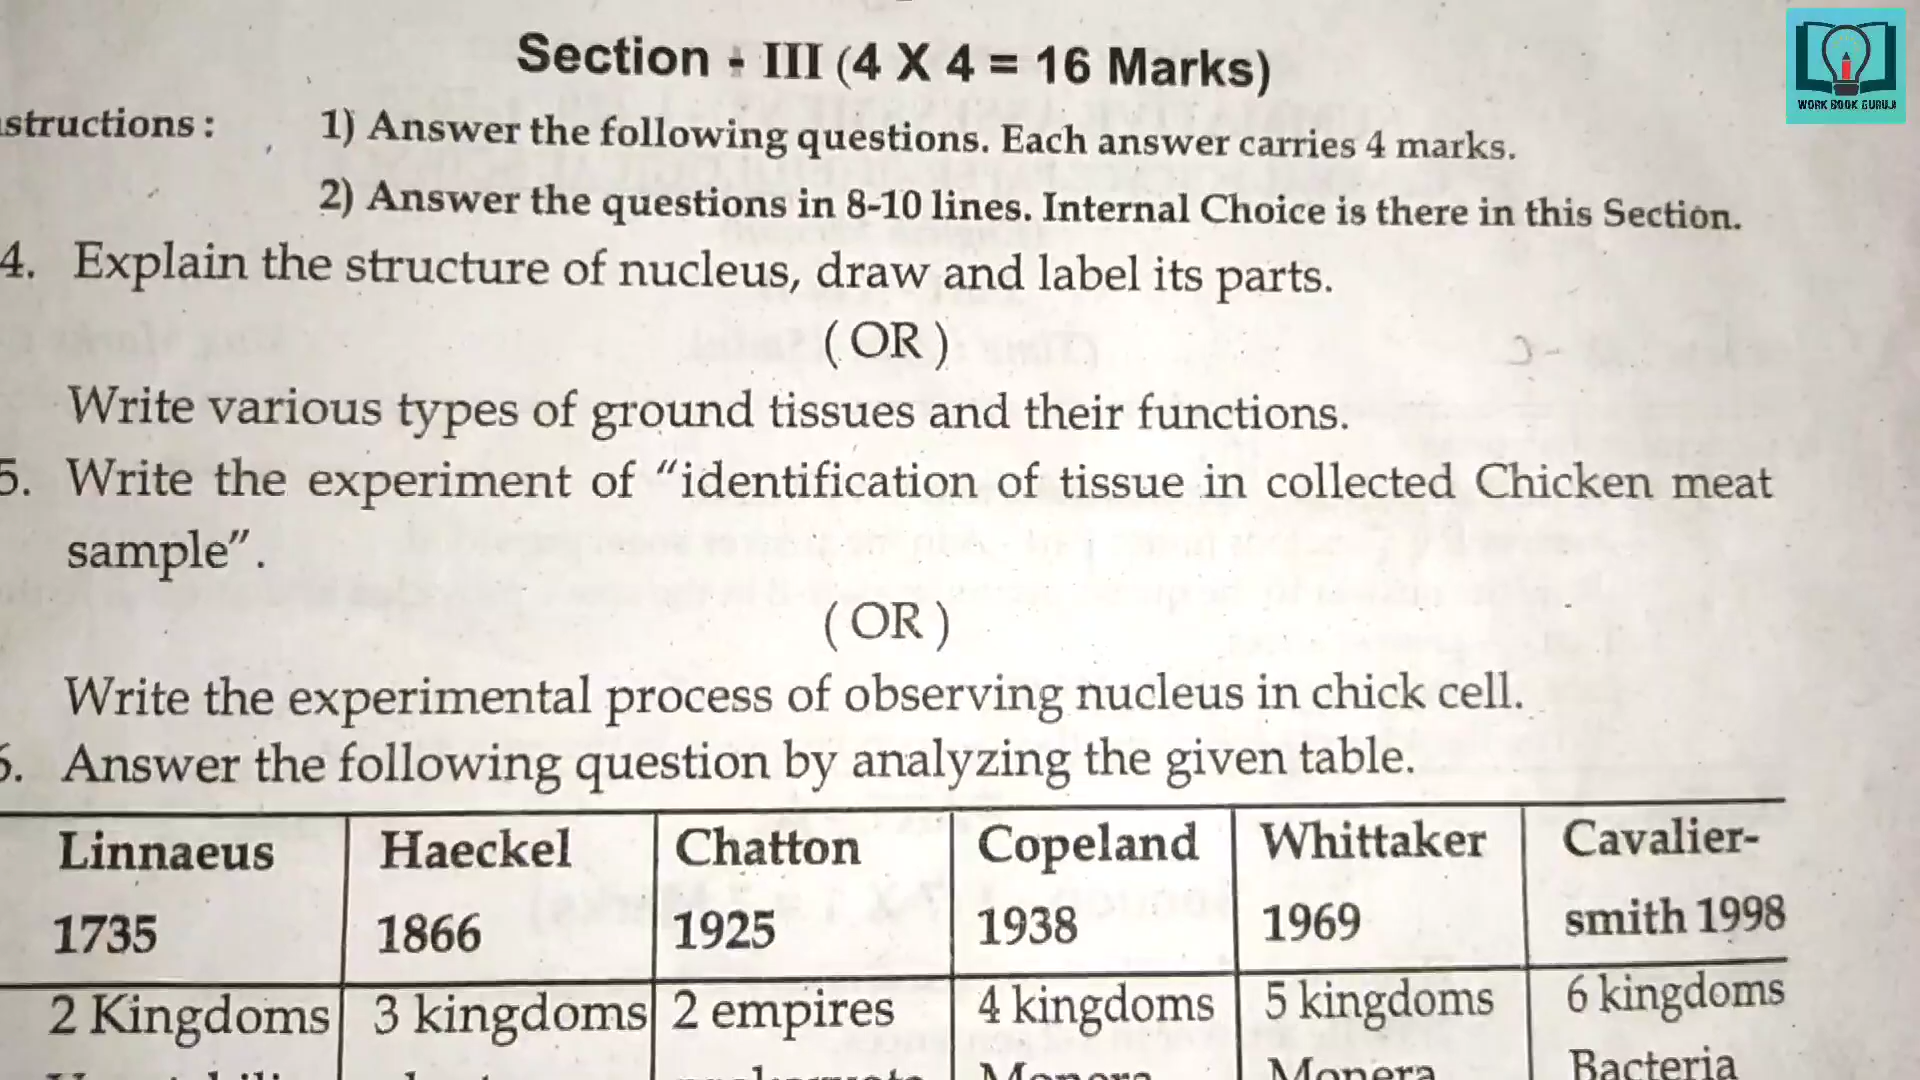 Section - III (4 X 4 = 16 Marks)
WORK BOOK GURUJI
structions : 1) Answer the following questions. Each answer carries 4 marks.
2) Answer the questions in 8-10 lines. Internal Choice is there in this Section.
4. Explain the structure of nucleus, draw and label its parts.
( OR )
Write various types of ground tissues and their functions.
5. Write the experiment of “identification of tissue in collected Chicken meat
sample”.
( OR )
Write the experimental process of observing nucleus in chick cell.
6. Answer the following question by analyzing the given table.
Linnaeus Haeckel Chatton Copeland Whittaker Cavalier-
1735 1866 1925 1938 1969 smith 1998
2 Kingdoms 3 kingdoms 2 empires 4 kingdoms 5 kingdoms 6 kingdoms
Monera Monera Bacteria